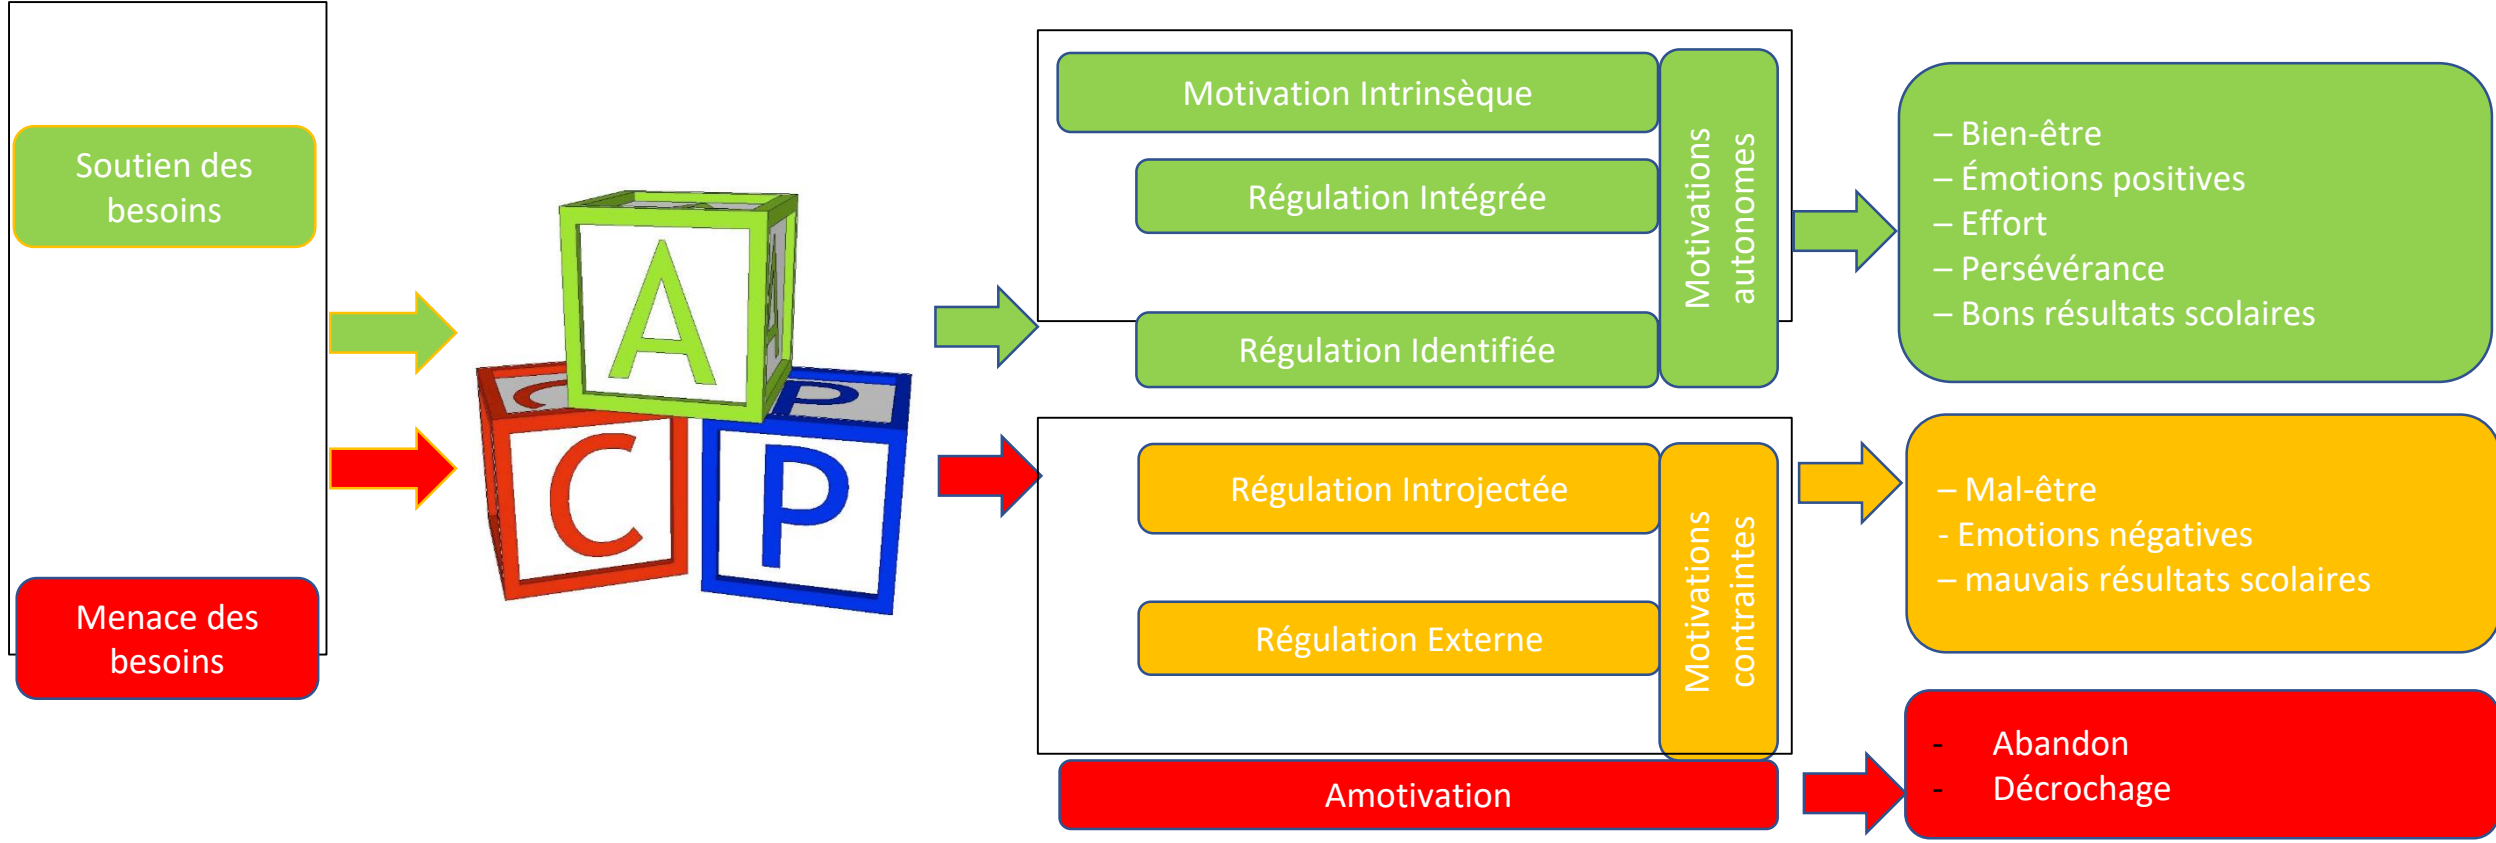 Soutien des
besoins
Menace des
besoins
A
A
C
P
C
P
Motivation Intrinsèque
Régulation Intégrée
Régulation Identifiée
Motivations
autonomes
Régulation Introjectée
Régulation Externe
Motivations
contraintes
Amotivation
– Bien-être
– Émotions positives
– Effort
– Persévérance
– Bons résultats scolaires
– Mal-être
- Emotions négatives
– mauvais résultats scolaires
- Abandon
- Décrochage